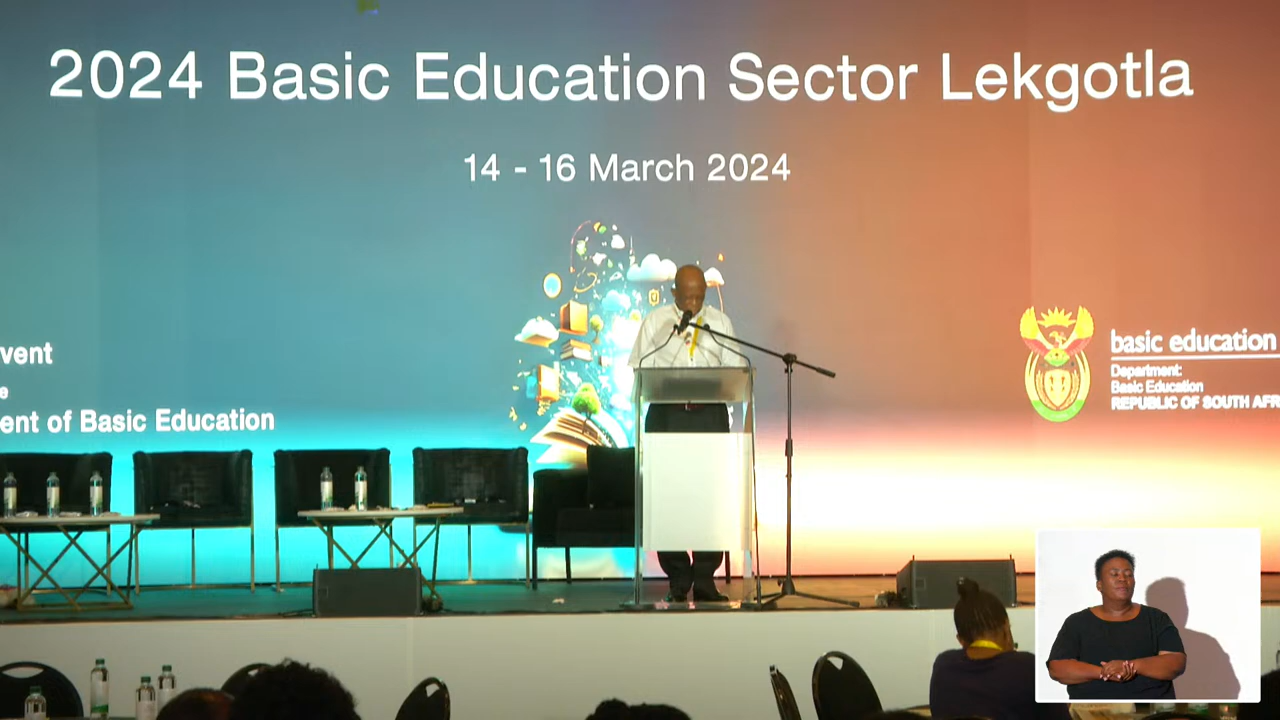 2024 Basic Education Sector Lekgotla
14 - 16 March 2024
vent
e
ent of Basic Education
basic education
Department:
Basic Education
REPUBLIC OF SOUTH AFR